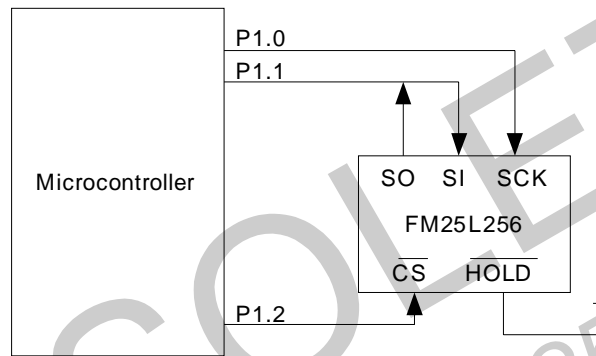 P1.0
P1.1
Microcontroller
SO SI SCK
FM25L256
CS HOLD
P1.2